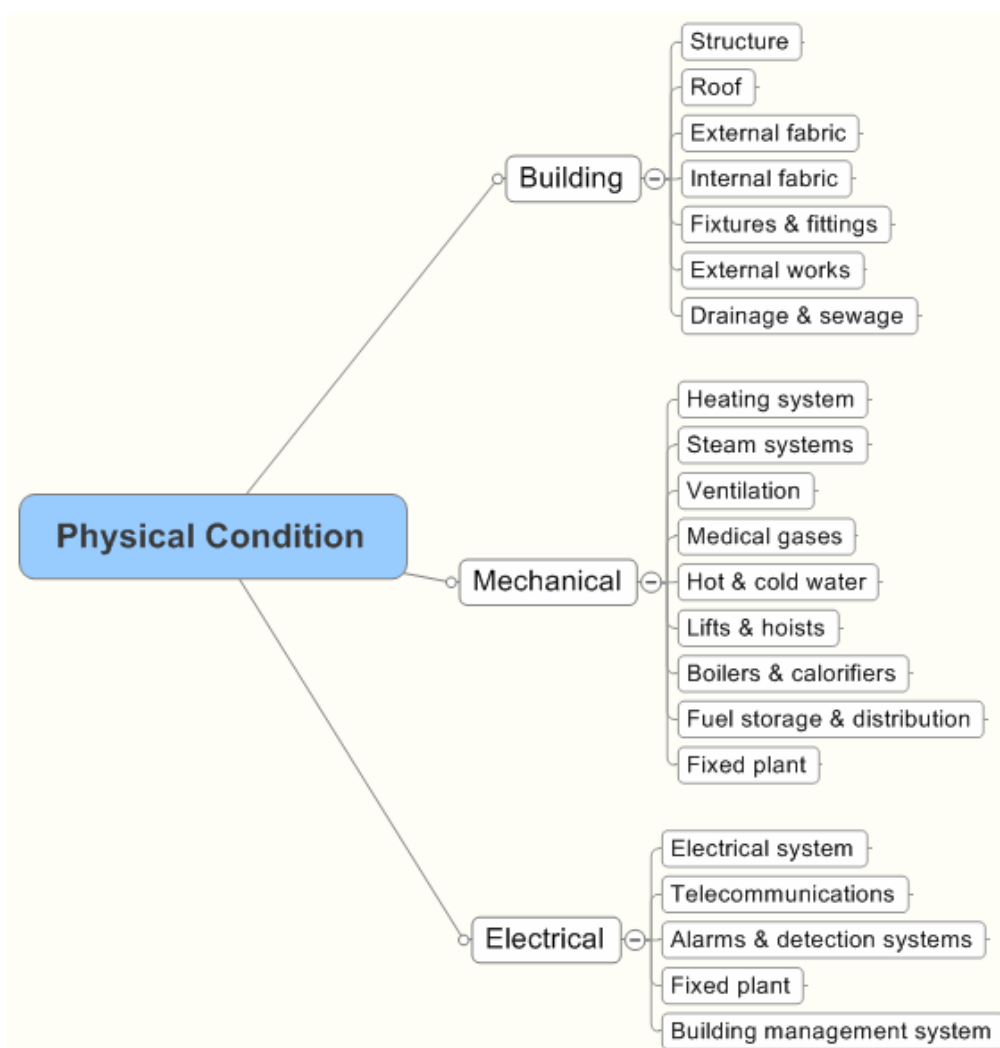 Physical Condition
Building
Structure
Roof
External fabric
Internal fabric
Fixtures & fittings
External works
Drainage & sewage
Mechanical
Heating system
Steam systems
Ventilation
Medical gases
Hot & cold water
Lifts & hoists
Boilers & calorifiers
Fuel storage & distribution
Fixed plant
Electrical
Electrical system
Telecommunications
Alarms & detection systems
Fixed plant
Building management system